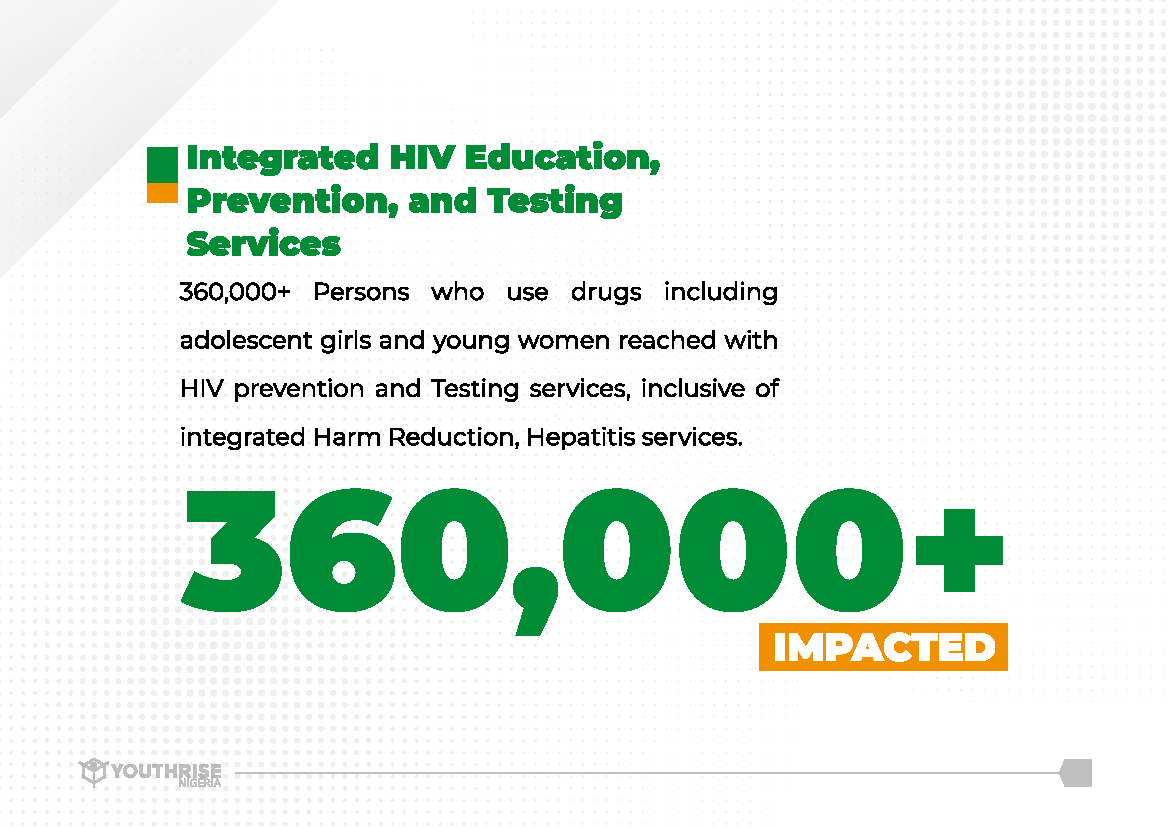 Integrated HIV Education,
Prevention, and Testing
Services
360,000+ Persons who use drugs including
adolescent girls and young women reached with
HIV prevention and Testing services, inclusive of
integrated Harm Reduction, Hepatitis services.
360,000+
IMPACTED
YOUTHRISE
NIGERIA